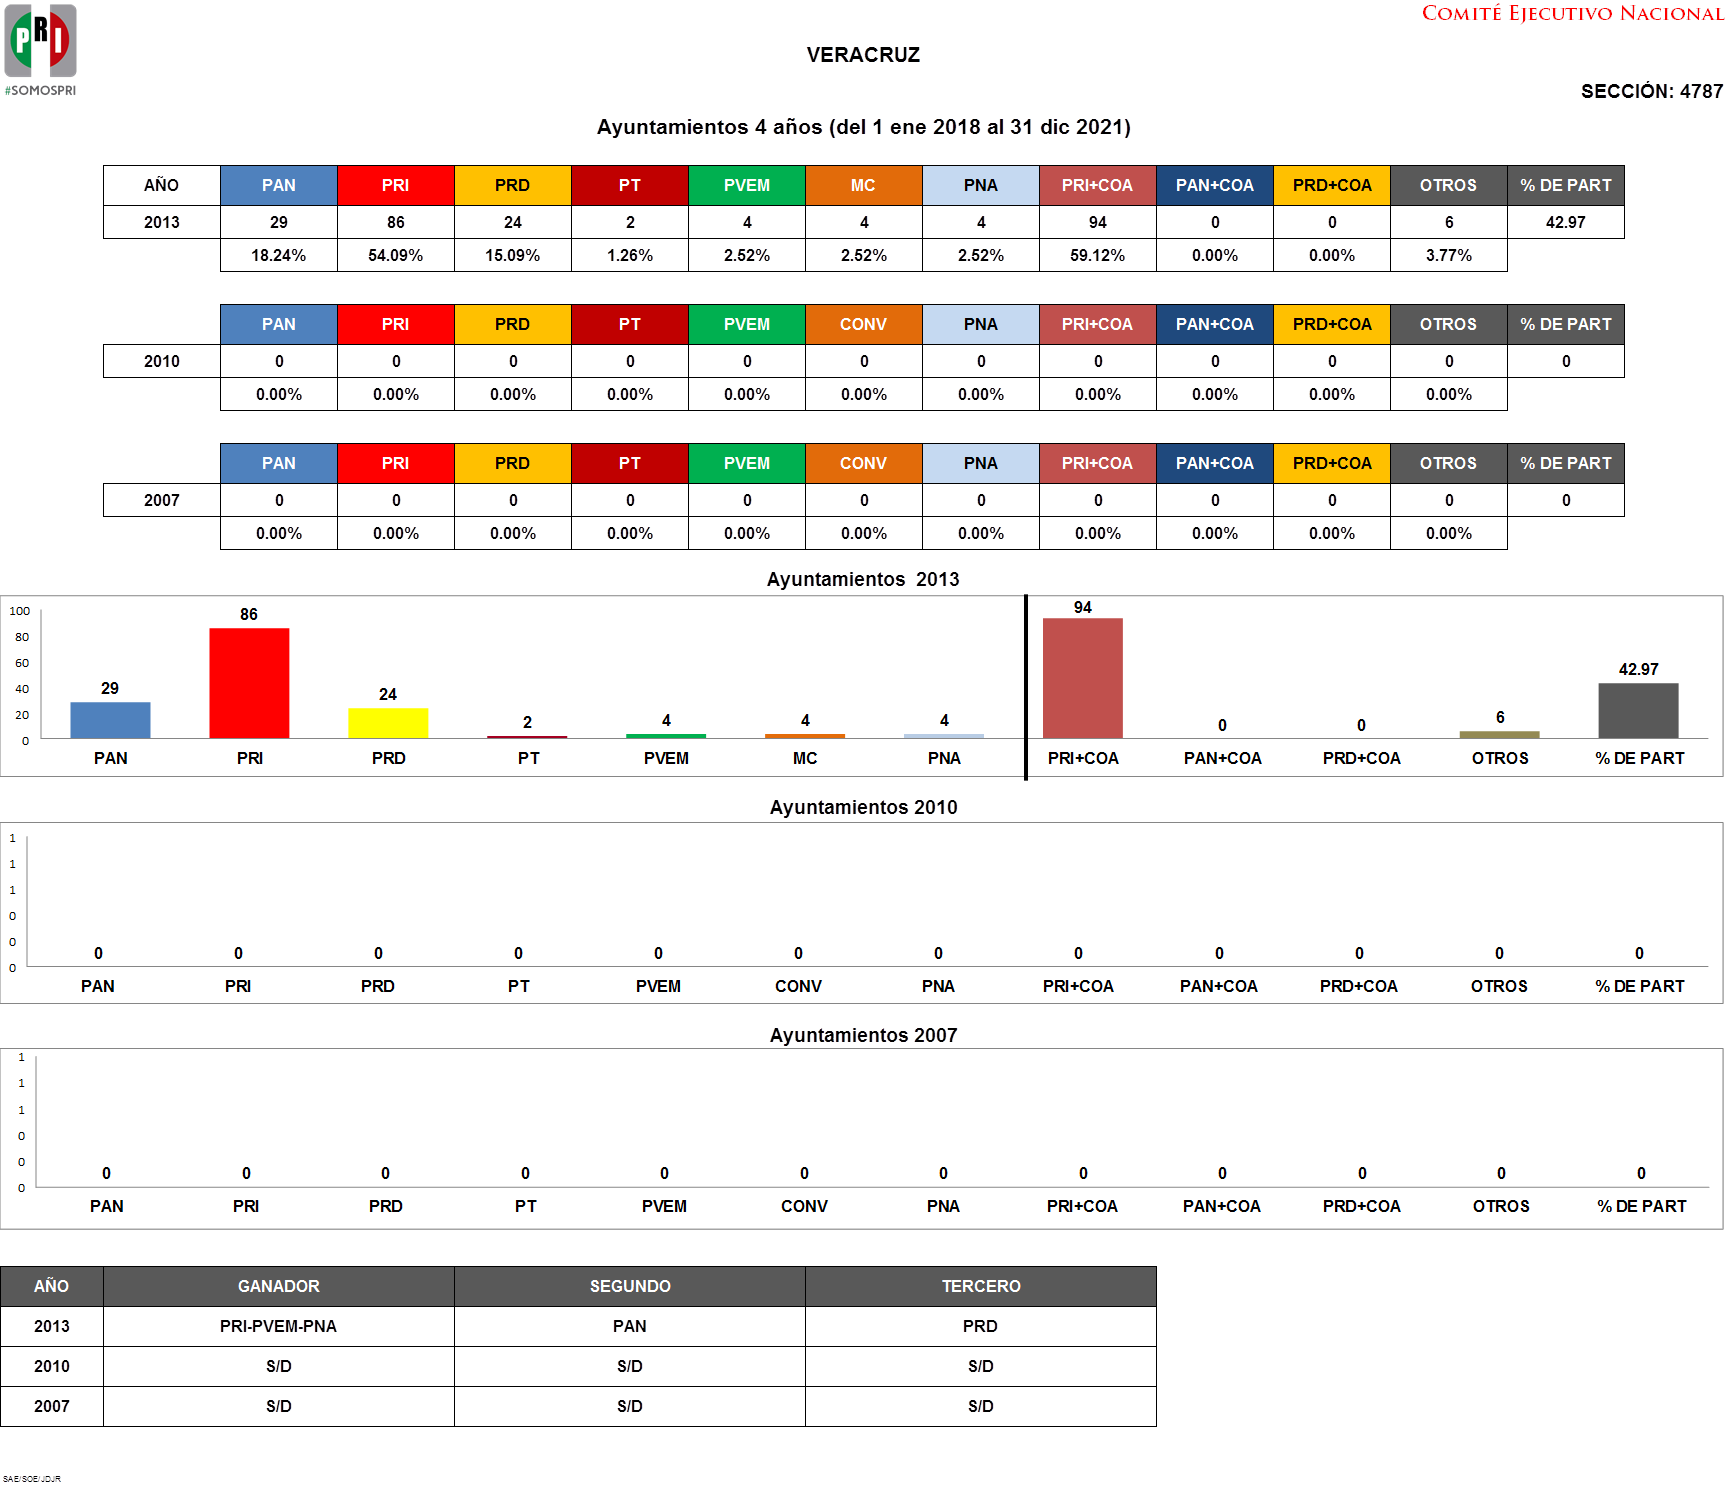 PRI
#SOMOSPRI
COMITÉ EJECUTIVO NACIONAL
VERACRUZ
SECCIÓN: 4787
Ayuntamientos 4 años (del 1 ene 2018 al 31 dic 2021)
AÑO PAN PRI PRD PT PVEM MC PNA PRI+COA PAN+COA PRD+COA OTROS % DE PART
2013 29 86 24 2 4 4 4 94 0 0 6 42.97
18.24% 54.09% 15.09% 1.26% 2.52% 2.52% 2.52% 59.12% 0.00% 0.00% 3.77%
PAN PRI PRD PT PVEM CONV PNA PRI+COA PAN+COA PRD+COA OTROS % DE PART
2010 0 0 0 0 0 0 0 0 0 0 0 0
0.00% 0.00% 0.00% 0.00% 0.00% 0.00% 0.00% 0.00% 0.00% 0.00% 0.00%
PAN PRI PRD PT PVEM CONV PNA PRI+COA PAN+COA PRD+COA OTROS % DE PART
2007 0 0 0 0 0 0 0 0 0 0 0 0
0.00% 0.00% 0.00% 0.00% 0.00% 0.00% 0.00% 0.00% 0.00% 0.00% 0.00%
Ayuntamientos 2013
100
80
60
40
20
0
29 86 24 2 4 4 4 94 0 0 6 42.97
PAN PRI PRD PT PVEM MC PNA PRI+COA PAN+COA PRD+COA OTROS % DE PART
Ayuntamientos 2010
1
1
1
0
0
0
0 0 0 0 0 0 0 0 0 0 0 0
PAN PRI PRD PT PVEM CONV PNA PRI+COA PAN+COA PRD+COA OTROS % DE PART
Ayuntamientos 2007
1
1
1
0
0
0
0 0 0 0 0 0 0 0 0 0 0 0
PAN PRI PRD PT PVEM CONV PNA PRI+COA PAN+COA PRD+COA OTROS % DE PART
AÑO GANADOR SEGUNDO TERCERO
2013 PRI-PVEM-PNA PAN PRD
2010 S/D S/D S/D
2007 S/D S/D S/D
SAE/SOE/JDJR